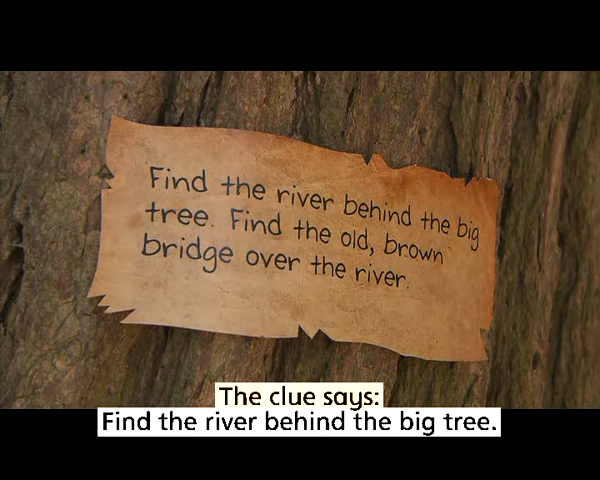 Find the river behind the big
tree. Find the old, brown
bridge over the river.
The clue says:
Find the river behind the big tree.